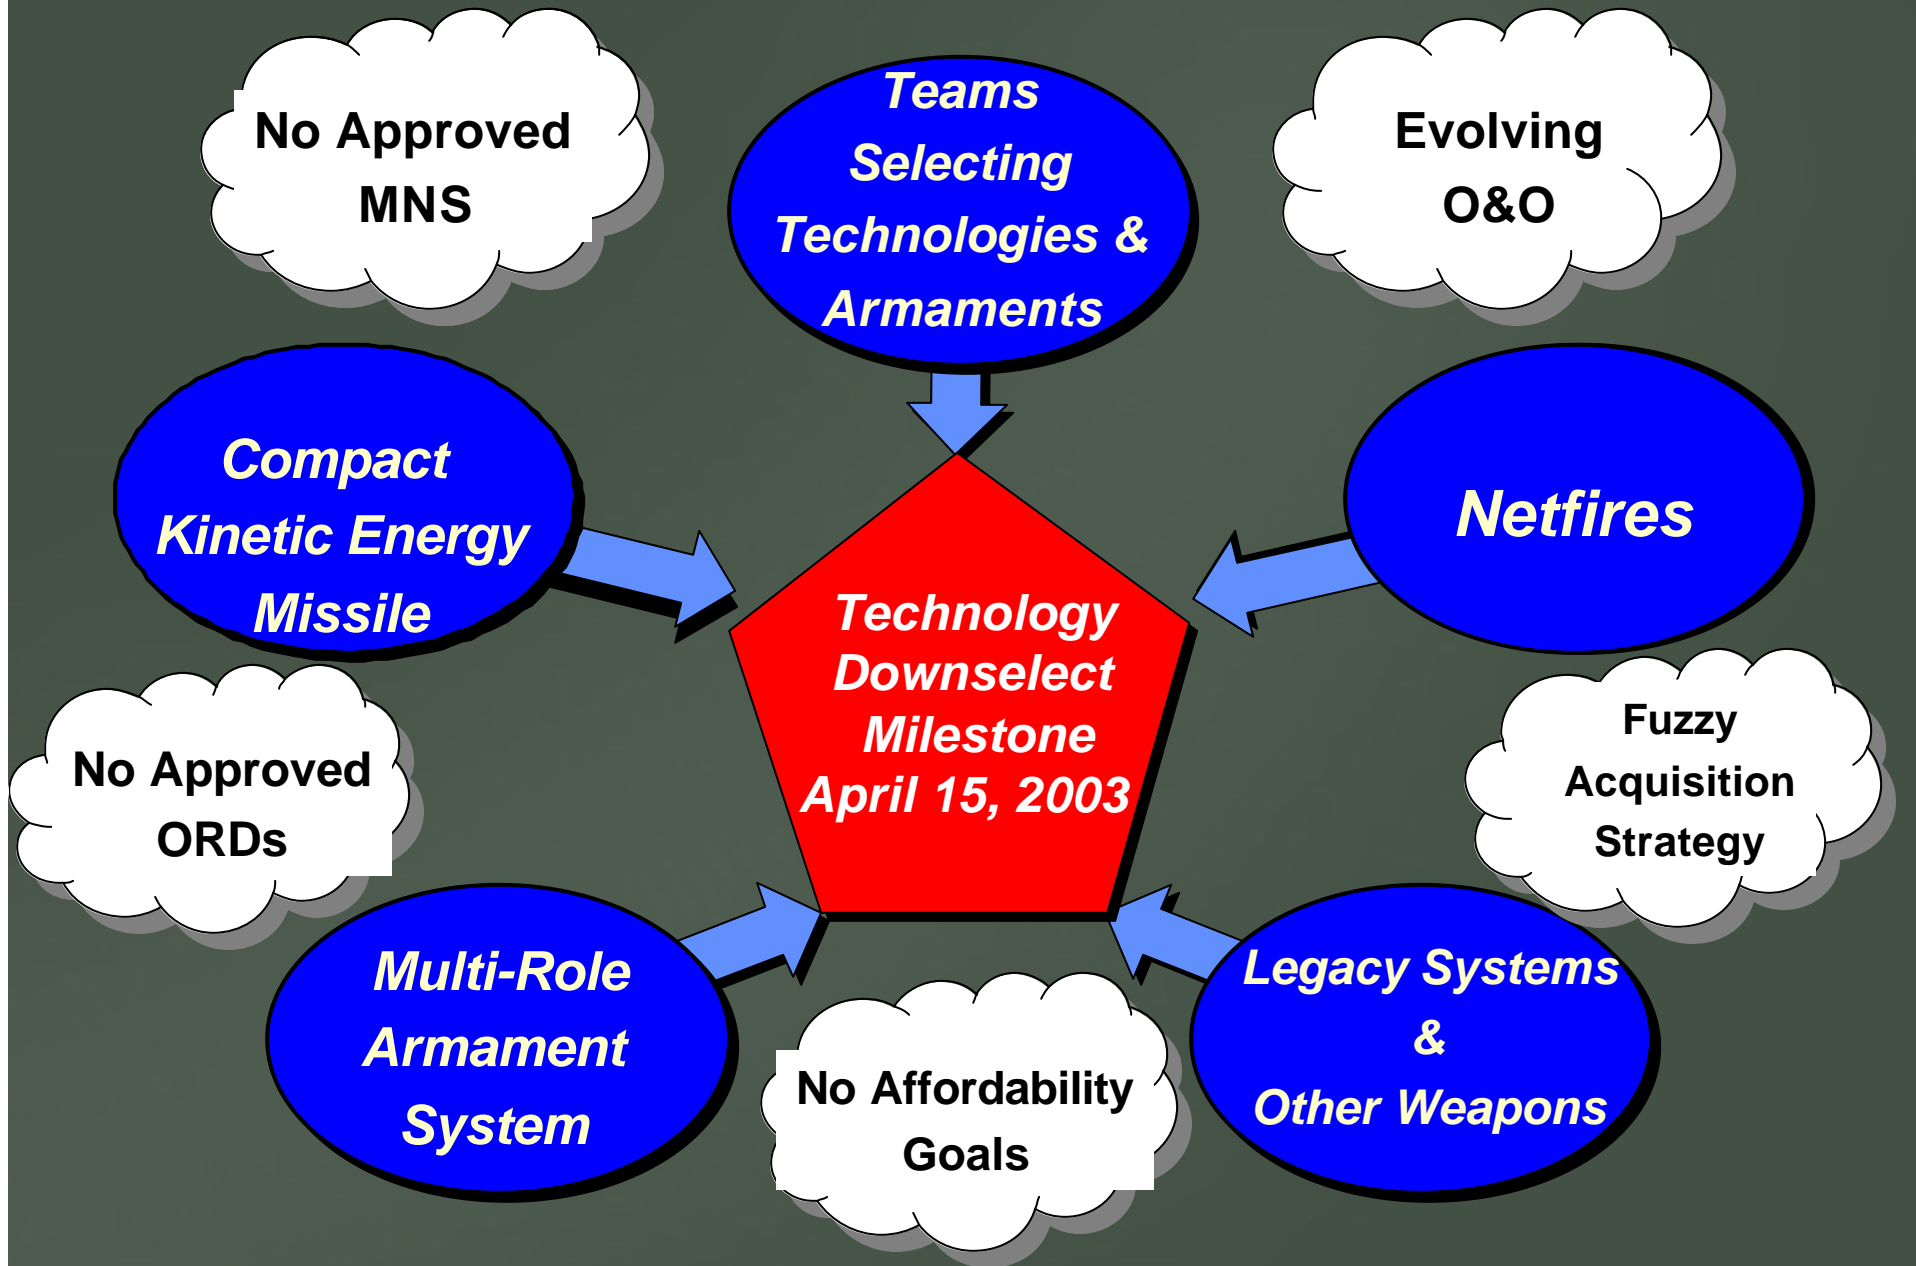 No Approved
MNS
Teams
Selecting
Technologies &
Armaments
Evolving
O&O
Compact
Kinetic Energy
Missile
Netfires
Technology
Downselect
Milestone
April 15, 2003
No Approved
ORDs
Fuzzy
Acquisition
Strategy
Multi-Role
Armament
System
No Affordability
Goals
Legacy Systems
&
Other Weapons